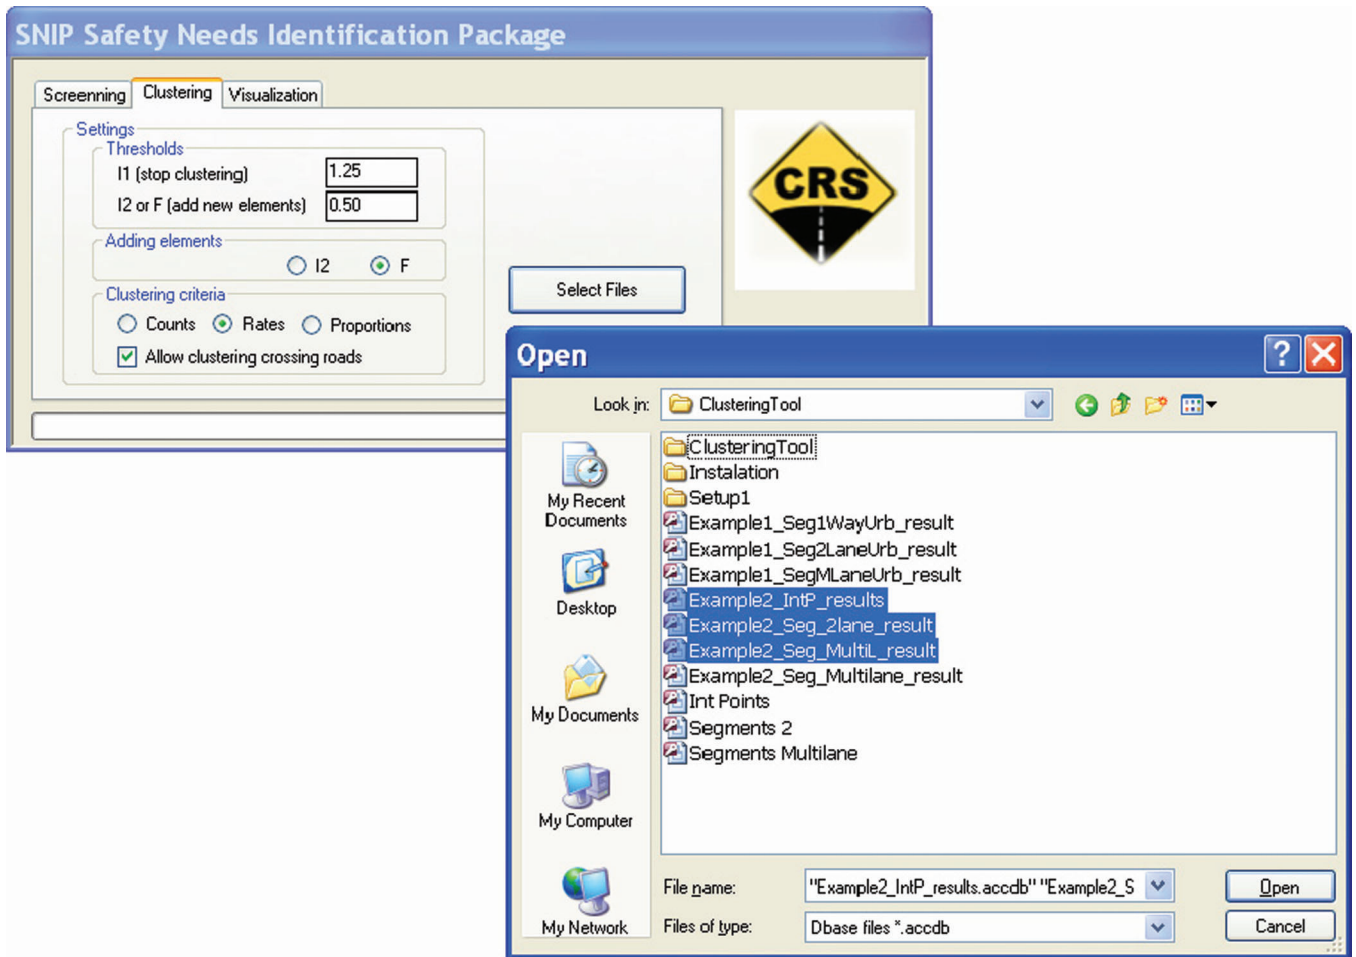 SNIP Safety Needs Identification Package
Screenning Clustering Visualization
Settings
Thresholds
I1 (stop clustering) 1.25
I2 or F (add new elements) 0.50
Adding elements
I2 F
Clustering criteria
Counts Rates Proportions
Allow clustering crossing roads
Select Files
CRS
Open
Look in: ClusteringTool
My Recent Documents
Desktop
My Documents
My Computer
My Network
ClusteringTool
Instalation
Setup1
Example1_Seg1WayUrb_result
Example1_Seg2LaneUrb_result
Example1_SegMLaneUrb_result
Example2_IntP_results
Example2_Seg_2lane_result
Example2_Seg_MultiL_result
Example2_Seg_Multilane_result
Int Points
Segments 2
Segments Multilane
File name: "Example2_IntP_results.accdb" "Example2_S Open
Files of type: Dbase files *.accdb Cancel